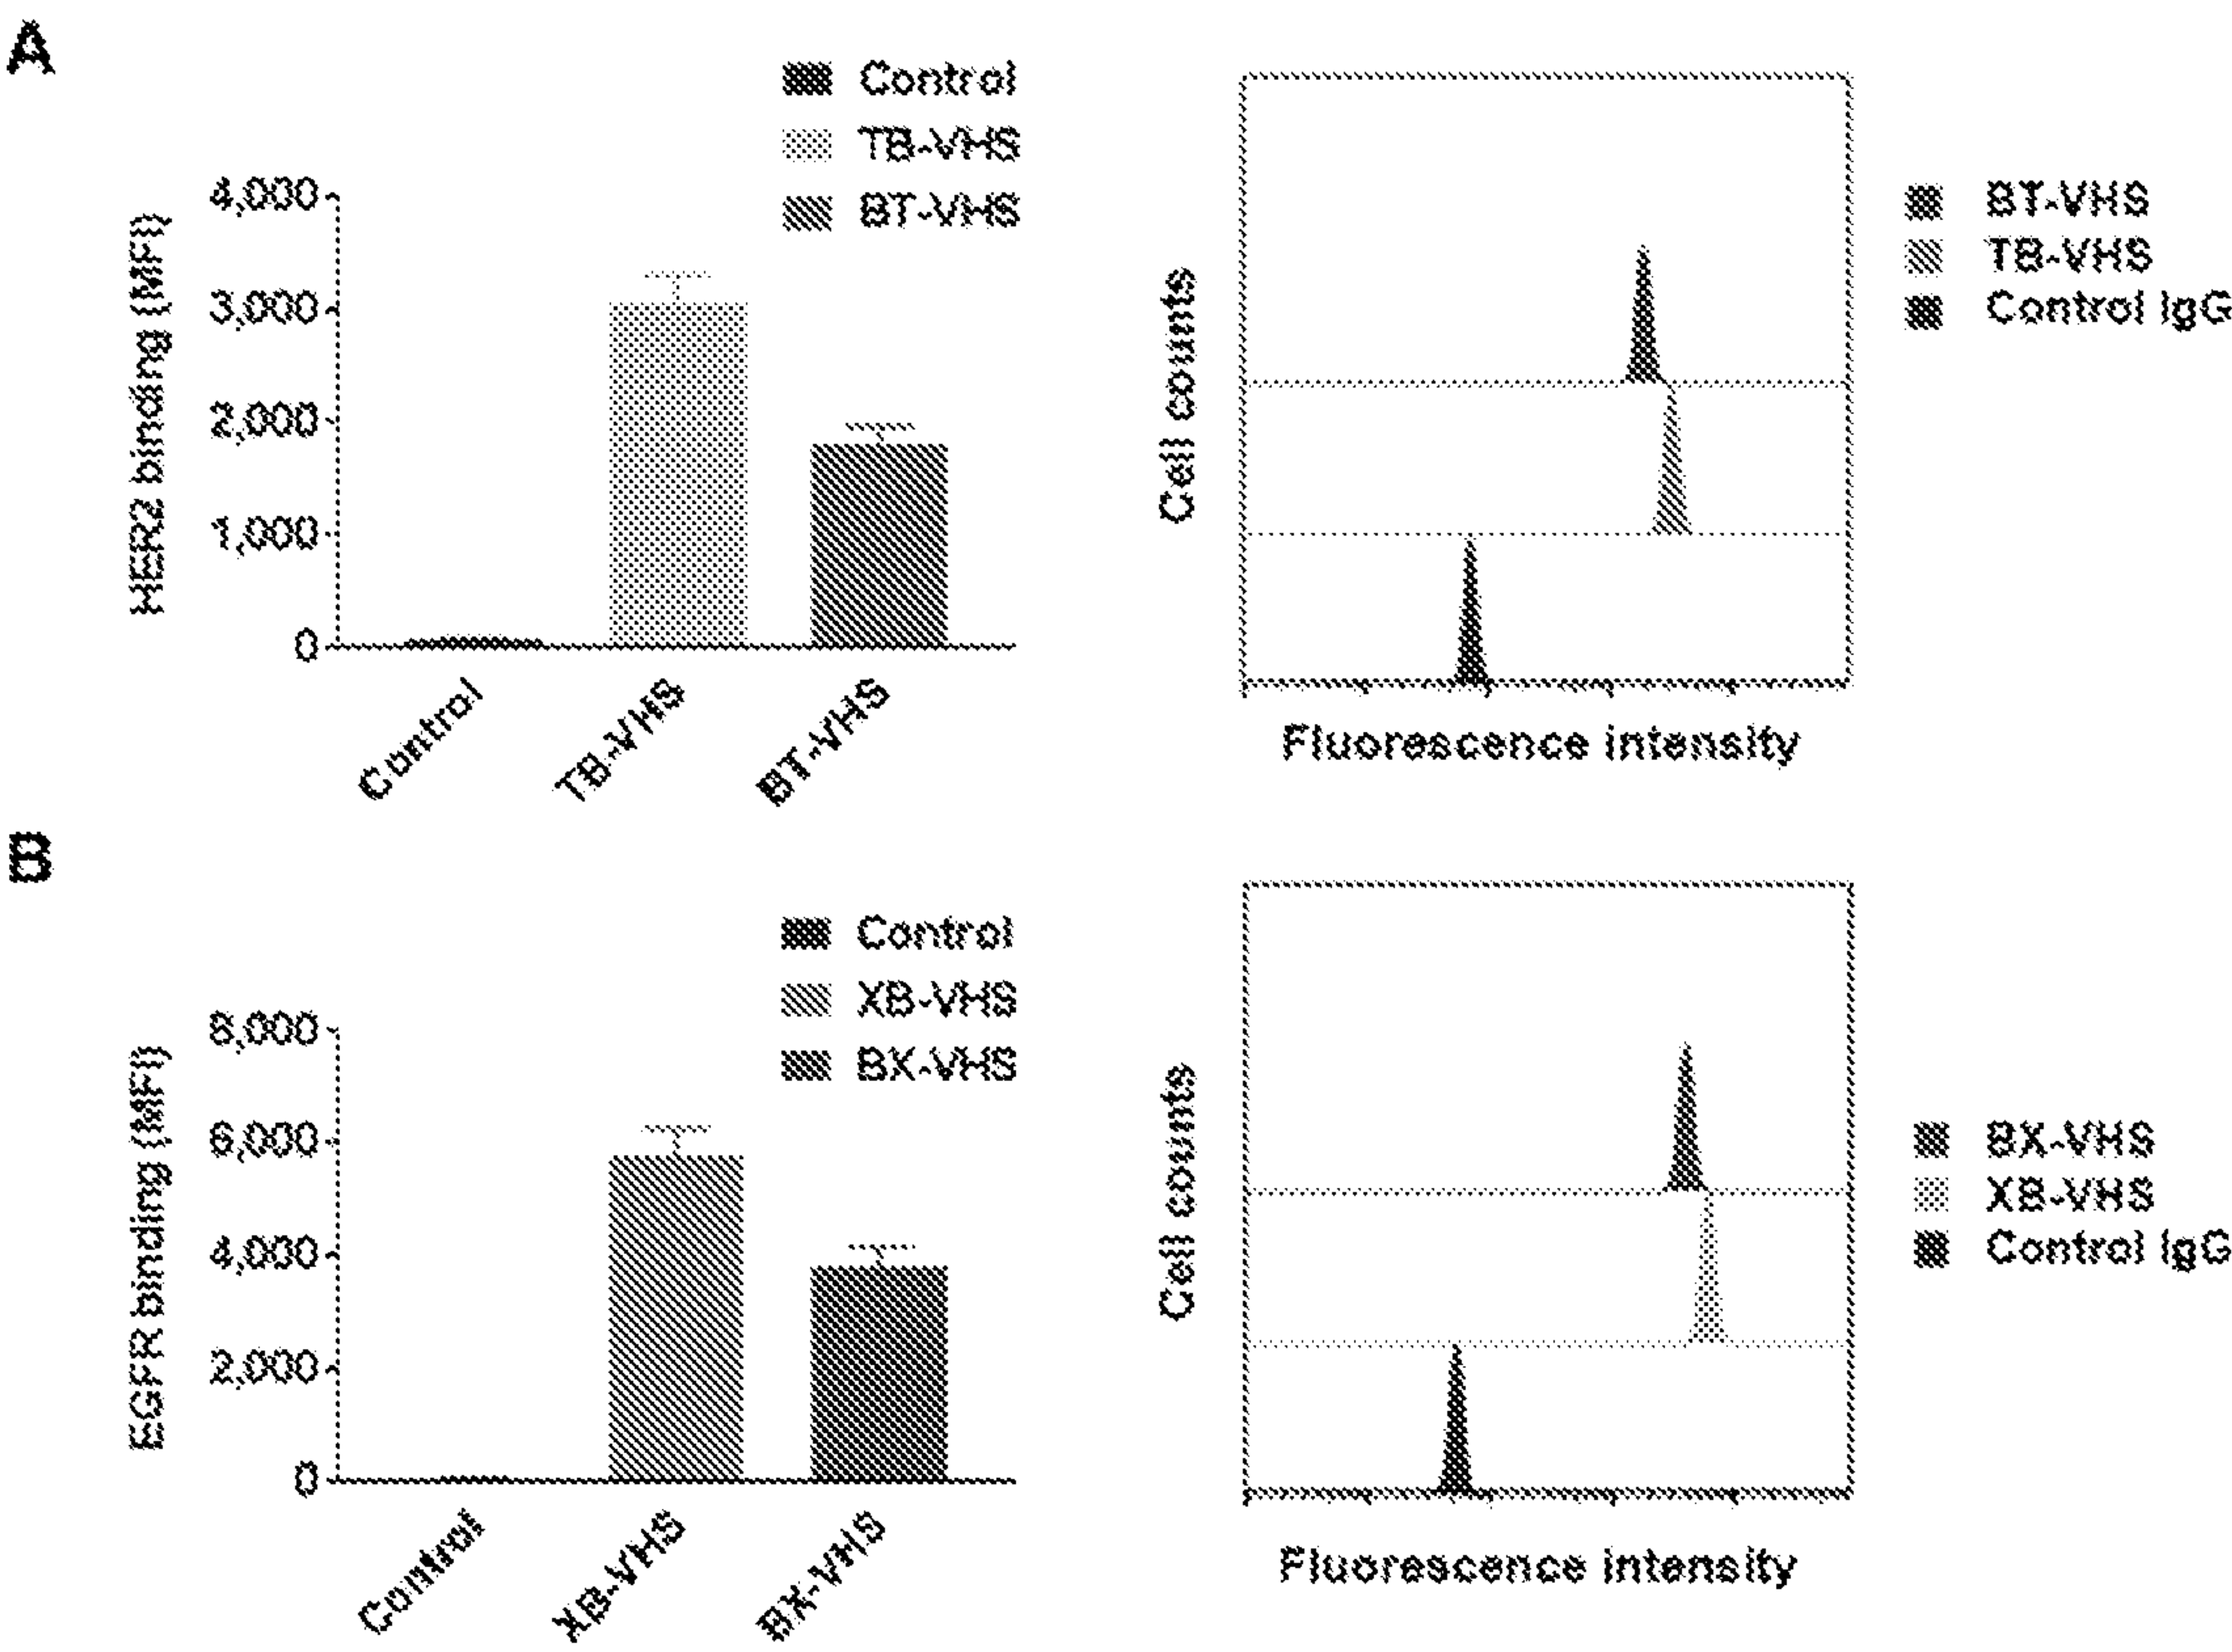 A
Control
TB-VHS
BT-VHS
HER2 binding (MFI)
4,000
3,000
2,000
1,000
0
Control
TB-VHS
BT-VHS
Cell counts
Fluorescence intensity
BT-VHS
TB-VHS
Control IgG
B
Control
XB-VHS
BX-VHS
EGFR binding (MFI)
8,000
6,000
4,000
2,000
0
Control
XB-VHS
BX-VHS
Cell counts
Fluorescence intensity
BX-VHS
XB-VHS
Control IgG